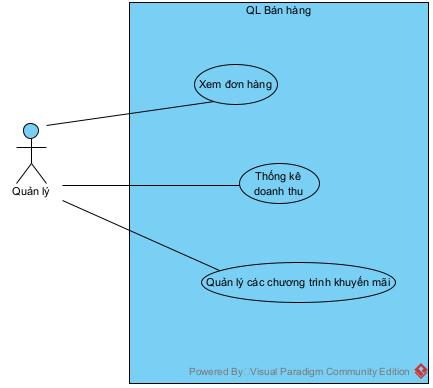 QL Bán hàng
Xem đơn hàng
Quản lý
Thống kê
doanh thu
Quản lý các chương trình khuyến mãi
Powered By Visual Paradigm Community Edition